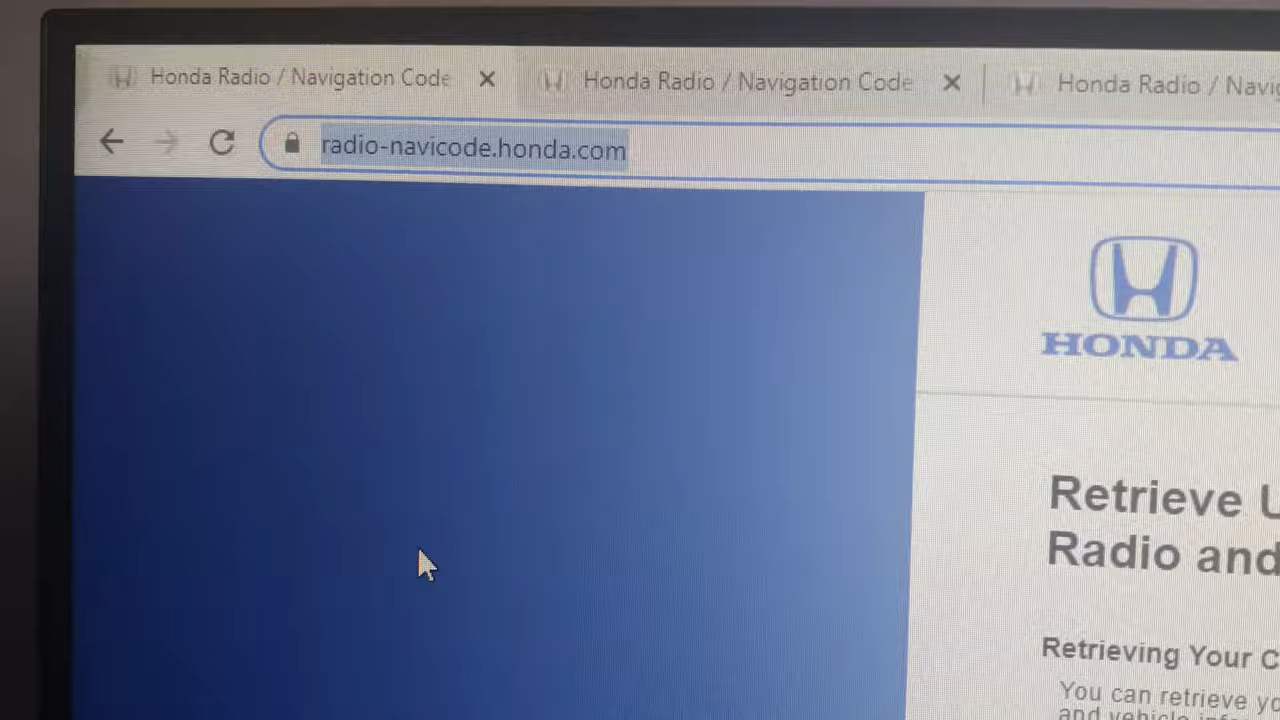 Honda Radio / Navigation Code
Honda Radio / Navigation Code
Honda Radio /
radio-navicode.honda.com
HONDA
Retrieve
Radio and
Retrieving Your
You can retrieve
and